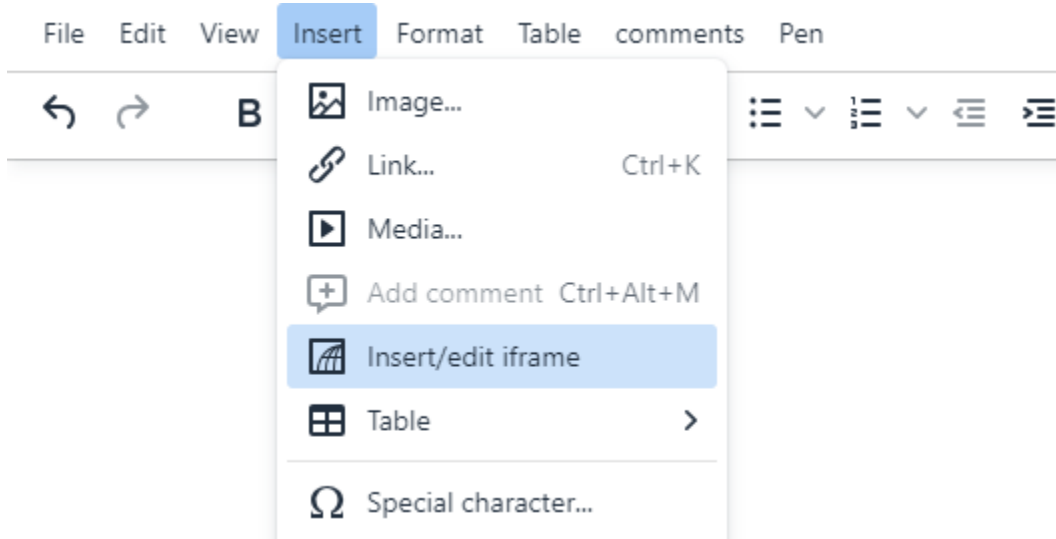 File Edit View Insert Format Table comments Pen
B
Image...
Link... Ctrl+K
Media...
Add comment Ctrl+Alt+M
Insert/edit iframe
Table
Special character...